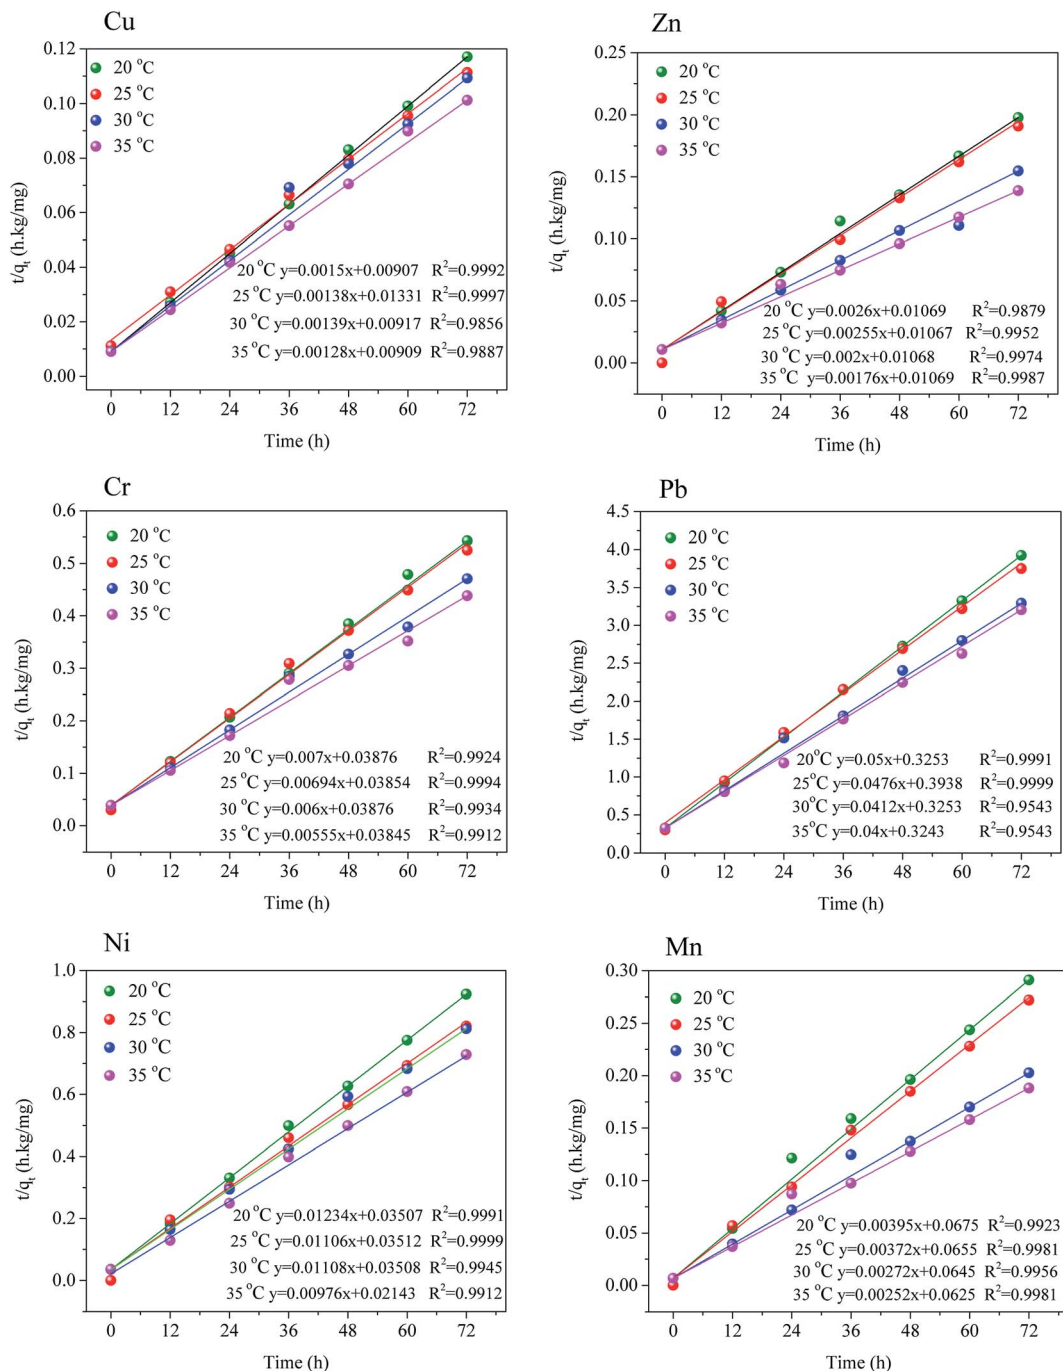 Cu
0.12
0.10
0.08
0.06
0.04
0.02
0.00
t/qt (h.kg/mg)
20 °C
25 °C
30 °C
35 °C
20 °C y=0.0015x+0.00907 R²=0.9992
25 °C y=0.00138x+0.01331 R²=0.9997
30 °C y=0.00139x+0.00917 R²=0.9856
35 °C y=0.00128x+0.00909 R²=0.9887
0 12 24 36 48 60 72
Time (h)
Zn
0.25
0.20
0.15
0.10
0.05
0.00
t/qt (h.kg/mg)
20 °C
25 °C
30 °C
35 °C
20 °C y=0.0026x+0.01069 R²=0.9879
25 °C y=0.00255x+0.01067 R²=0.9952
30 °C y=0.002x+0.01068 R²=0.9974
35 °C y=0.00176x+0.01069 R²=0.9987
0 12 24 36 48 60 72
Time (h)
Cr
0.6
0.5
0.4
0.3
0.2
0.1
0.0
t/qt (h.kg/mg)
20 °C
25 °C
30 °C
35 °C
20 °C y=0.007x+0.03876 R²=0.9924
25 °C y=0.00694x+0.03854 R²=0.9994
30 °C y=0.006x+0.03876 R²=0.9934
35 °C y=0.00555x+0.03845 R²=0.9912
0 12 24 36 48 60 72
Time (h)
Pb
4.5
4.0
3.5
3.0
2.5
2.0
1.5
1.0
0.5
0.0
t/qt (h.kg/mg)
20 °C
25 °C
30 °C
35 °C
20°C y=0.05x+0.3253 R²=0.9991
25°C y=0.0476x+0.3938 R²=0.9999
30°C y=0.0412x+0.3253 R²=0.9543
35°C y=0.04x+0.3243 R²=0.9543
0 12 24 36 48 60 72
Time (h)
Ni
1.0
0.8
0.6
0.4
0.2
0.0
t/qt (h.kg/mg)
20 °C
25 °C
30 °C
35 °C
20 °C y=0.01234x+0.03507 R²=0.9991
25 °C y=0.01106x+0.03512 R²=0.9999
30 °C y=0.01108x+0.03508 R²=0.9945
35 °C y=0.00976x+0.02143 R²=0.9912
0 12 24 36 48 60 72
Time (h)
Mn
0.30
0.25
0.20
0.15
0.10
0.05
0.00
t/qt (h.kg/mg)
20 °C
25 °C
30 °C
35 °C
20 °C y=0.00395x+0.0675 R²=0.9923
25 °C y=0.00372x+0.0655 R²=0.9981
30 °C y=0.00272x+0.0645 R²=0.9956
35 °C y=0.00252x+0.0625 R²=0.9981
0 12 24 36 48 60 72
Time (h)